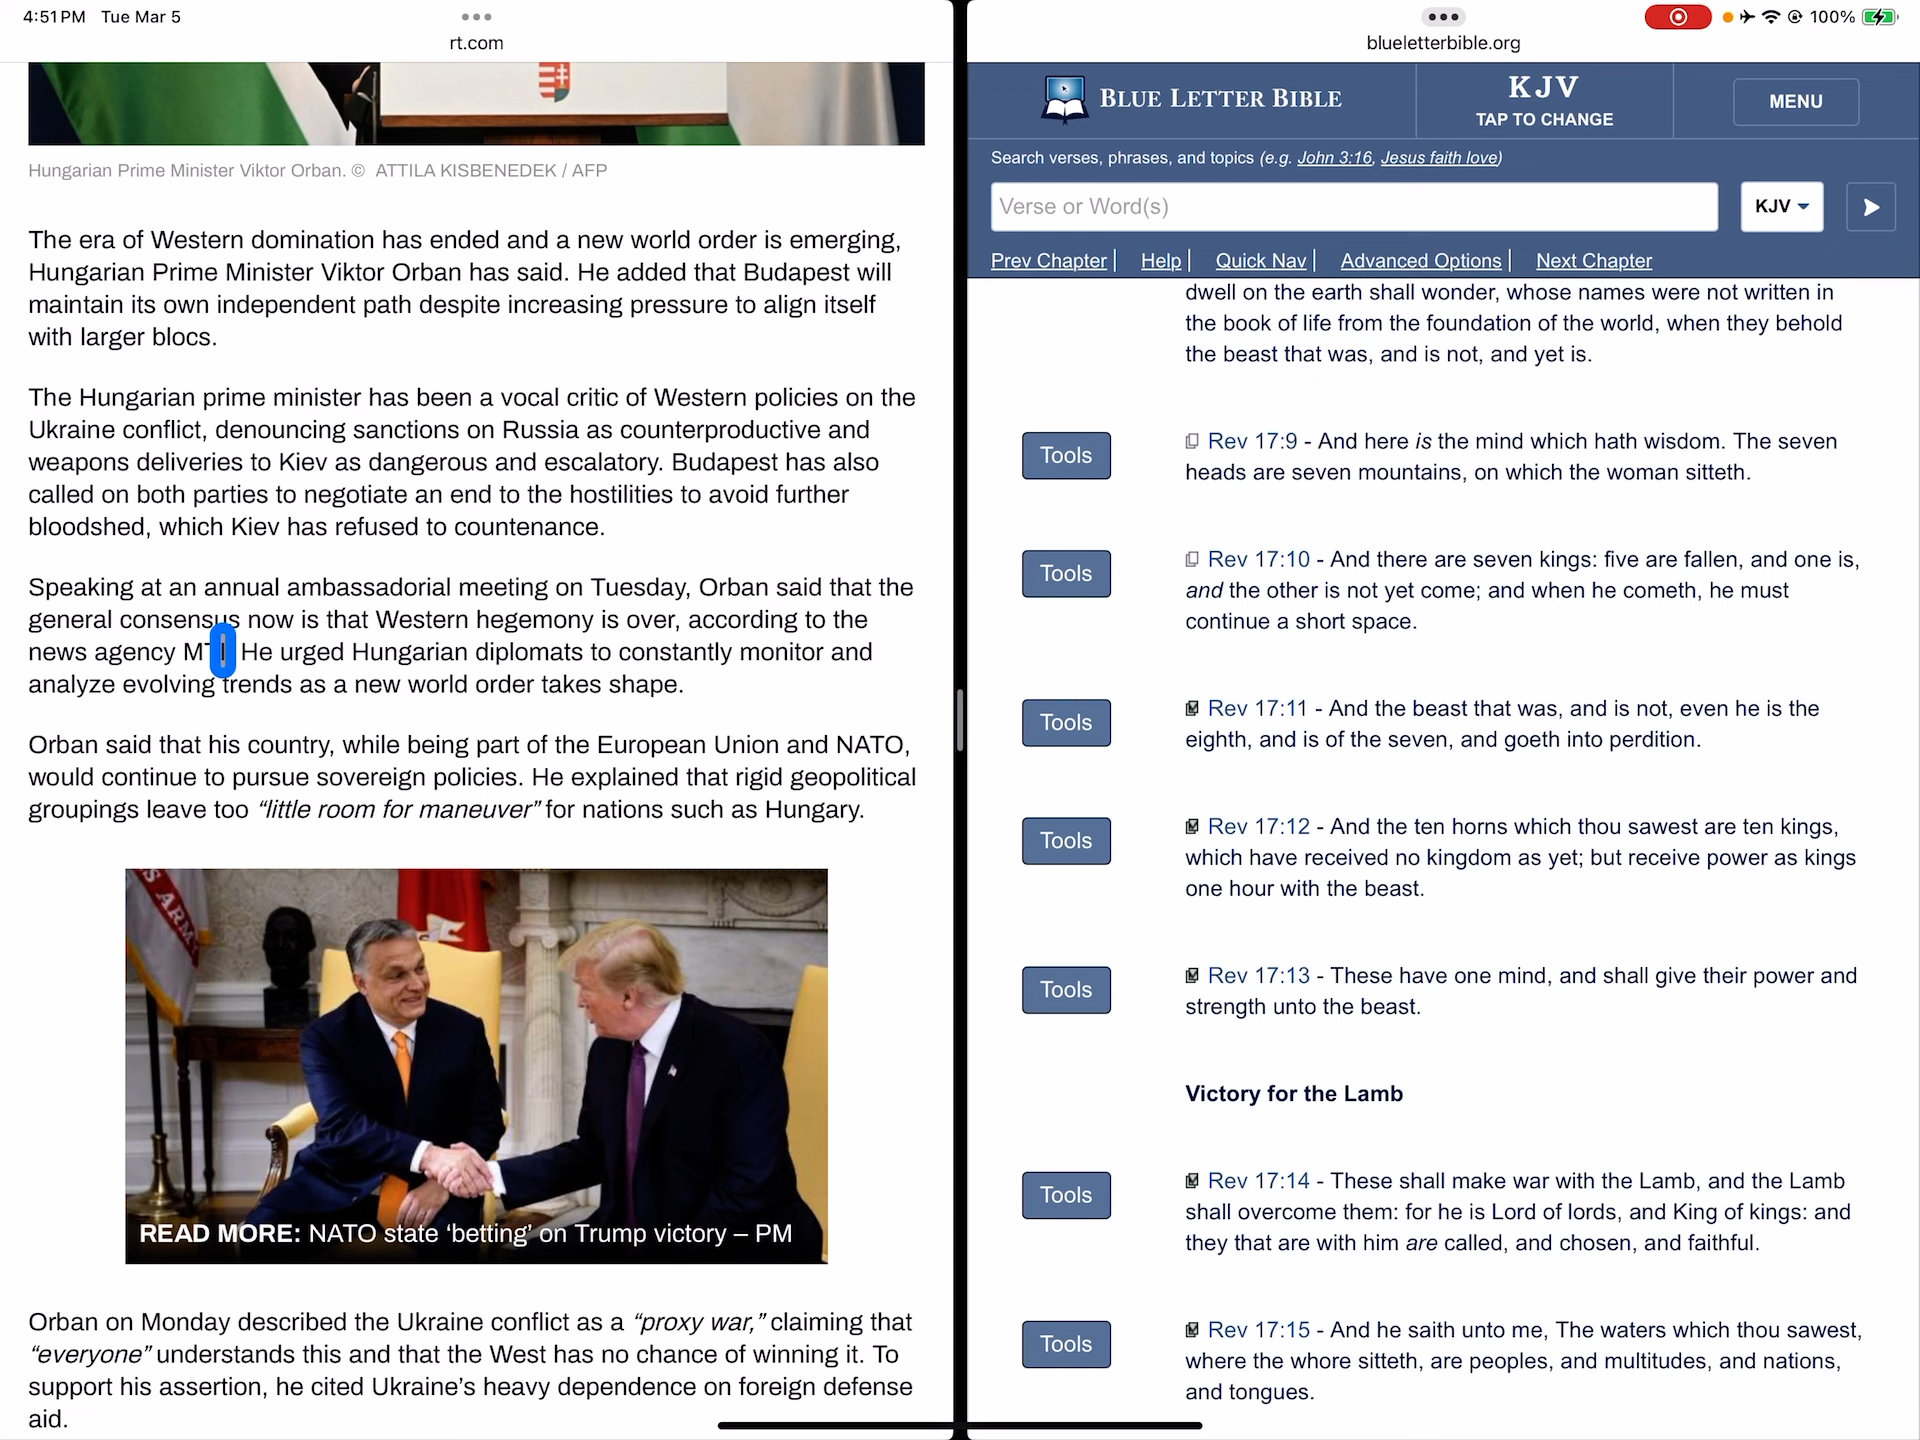 4:51 PM Tue Mar 5
rt.com
Hungarian Prime Minister Viktor Orban. © ATTILA KISBENEDEK / AFP
The era of Western domination has ended and a new world order is emerging,
Hungarian Prime Minister Viktor Orban has said. He added that Budapest will
maintain its own independent path despite increasing pressure to align itself
with larger blocs.
The Hungarian prime minister has been a vocal critic of Western policies on the
Ukraine conflict, denouncing sanctions on Russia as counterproductive and
weapons deliveries to Kiev as dangerous and escalatory. Budapest has also
called on both parties to negotiate an end to the hostilities to avoid further
bloodshed, which Kiev has refused to countenance.
Speaking at an annual ambassadorial meeting on Tuesday, Orban said that the
general consensus now is that Western hegemony is over, according to the
news agency MTI He urged Hungarian diplomats to constantly monitor and
analyze evolving trends as a new world order takes shape.
Orban said that his country, while being part of the European Union and NATO,
would continue to pursue sovereign policies. He explained that rigid geopolitical
groupings leave too “little room for maneuver” for nations such as Hungary.
ARMY
READ MORE: NATO state ‘betting’ on Trump victory – PM
Orban on Monday described the Ukraine conflict as a “proxy war,” claiming that
“everyone” understands this and that the West has no chance of winning it. To
support his assertion, he cited Ukraine’s heavy dependence on foreign defense
aid.
100%
blueletterbible.org
BLUE LETTER BIBLE
KJV
TAP TO CHANGE
MENU
Search verses, phrases, and topics (e.g. John 3:16, Jesus faith love)
Verse or Word(s)
KJV
Prev Chapter | Help | Quick Nav | Advanced Options | Next Chapter
dwell on the earth shall wonder, whose names were not written in
the book of life from the foundation of the world, when they behold
the beast that was, and is not, and yet is.
Tools
Rev 17:9 - And here is the mind which hath wisdom. The seven
heads are seven mountains, on which the woman sitteth.
Tools
Rev 17:10 - And there are seven kings: five are fallen, and one is,
and the other is not yet come; and when he cometh, he must
continue a short space.
Tools
Rev 17:11 - And the beast that was, and is not, even he is the
eighth, and is of the seven, and goeth into perdition.
Tools
Rev 17:12 - And the ten horns which thou sawest are ten kings,
which have received no kingdom as yet; but receive power as kings
one hour with the beast.
Tools
Rev 17:13 - These have one mind, and shall give their power and
strength unto the beast.
Victory for the Lamb
Tools
Rev 17:14 - These shall make war with the Lamb, and the Lamb
shall overcome them: for he is Lord of lords, and King of kings: and
they that are with him are called, and chosen, and faithful.
Tools
Rev 17:15 - And he saith unto me, The waters which thou sawest,
where the whore sitteth, are peoples, and multitudes, and nations,
and tongues.